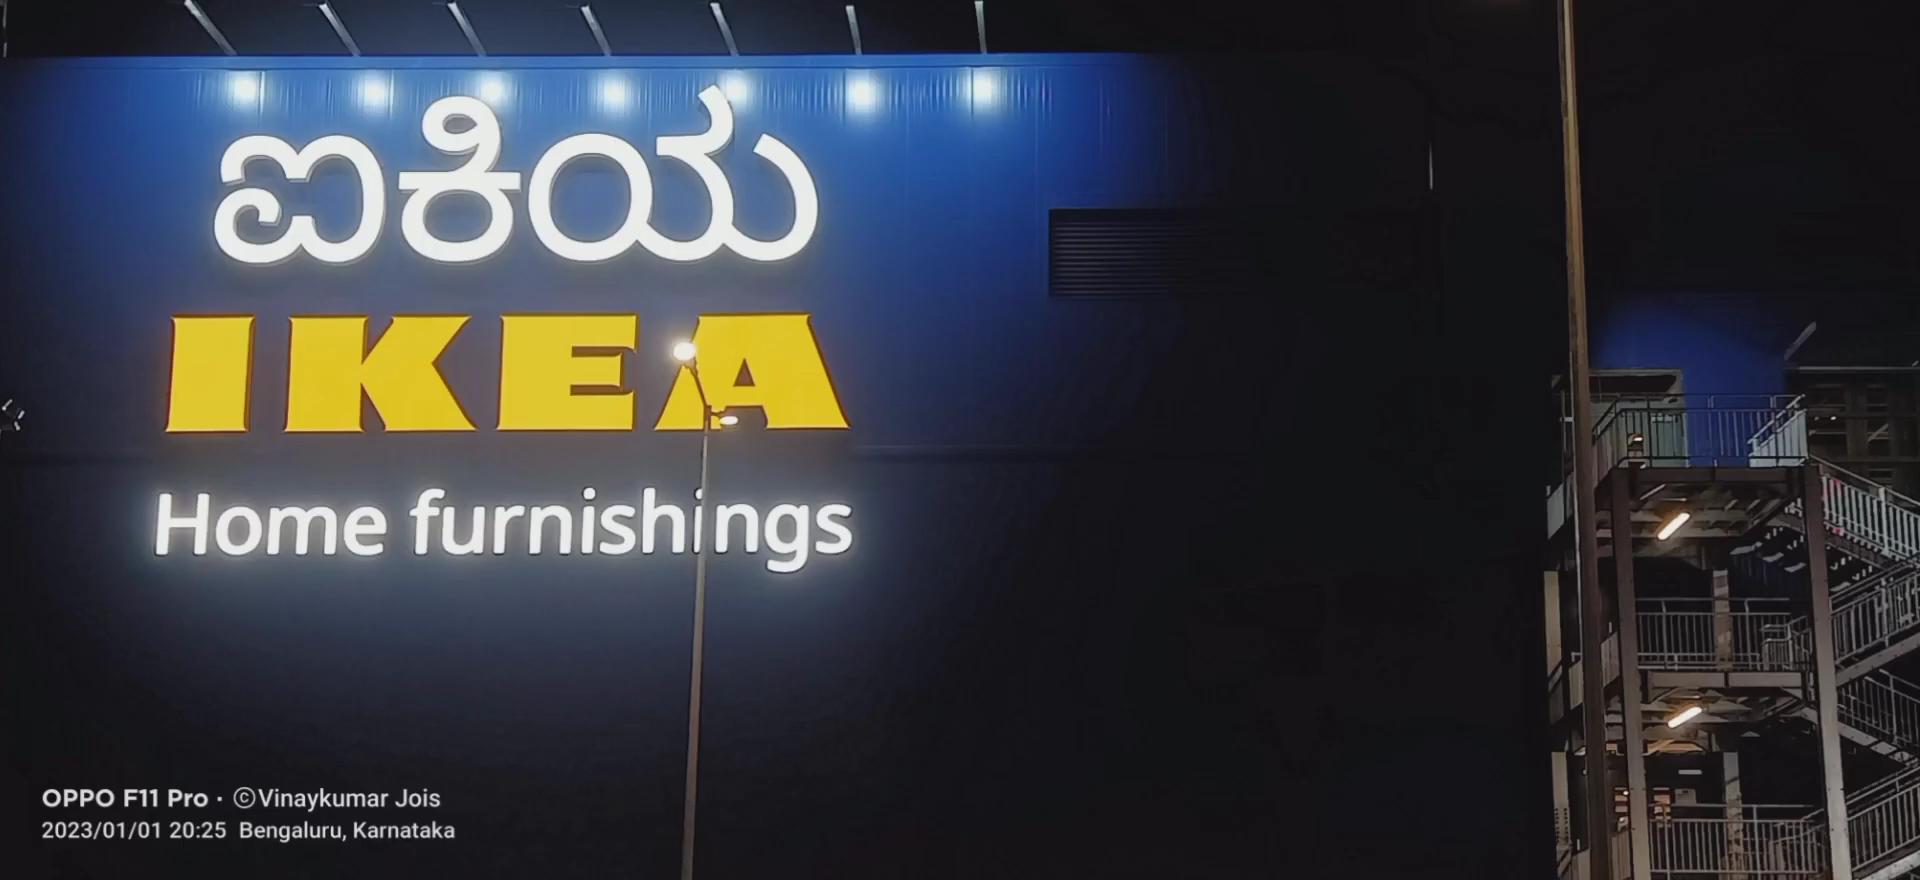 ಐಕಿಯ
IKEA
Home furnishings
OPPO F11 Pro · ©Vinaykumar Jois
2023/01/01 20:25 Bengaluru, Karnataka